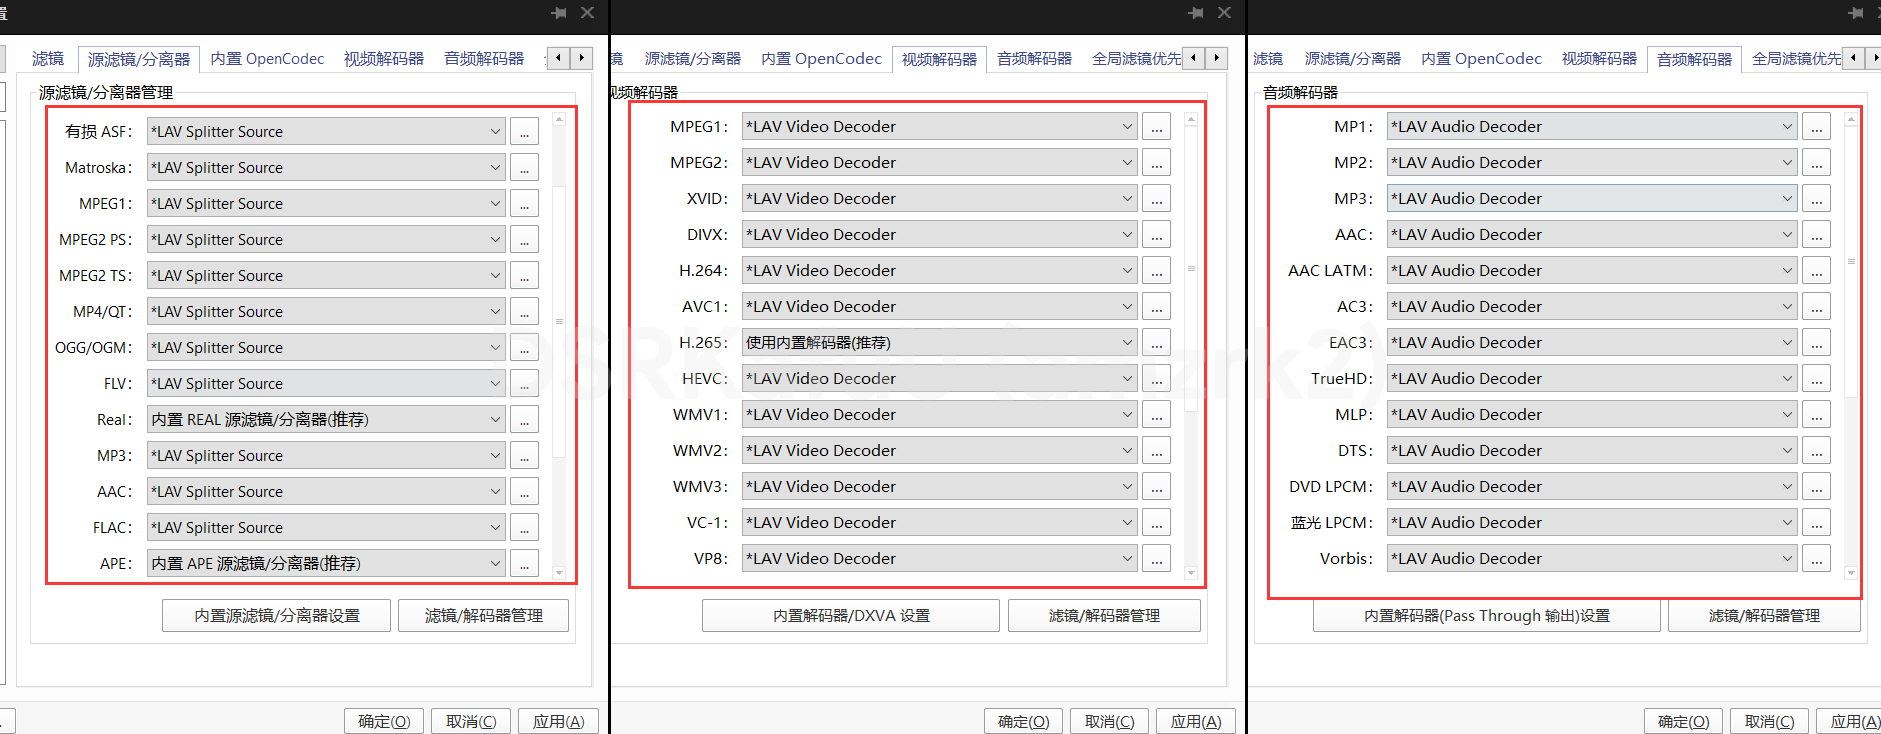 置
滤镜 源滤镜/分离器 内置 OpenCodec 视频解码器 音频解码器
源滤镜/分离器管理
有损 ASF: *LAV Splitter Source ...
Matroska: *LAV Splitter Source ...
MPEG1: *LAV Splitter Source ...
MPEG2 PS: *LAV Splitter Source ...
MPEG2 TS: *LAV Splitter Source ...
MP4/QT: *LAV Splitter Source ...
OGG/OGM: *LAV Splitter Source ...
FLV: *LAV Splitter Source ...
Real: 内置 REAL 源滤镜/分离器(推荐) ...
MP3: *LAV Splitter Source ...
AAC: *LAV Splitter Source ...
FLAC: *LAV Splitter Source ...
APE: 内置 APE 源滤镜/分离器(推荐) ...
内置源滤镜/分离器设置 滤镜/解码器管理
确定(O) 取消(C) 应用(A)
镜 源滤镜/分离器 内置 OpenCodec 视频解码器 音频解码器 全局滤镜优先
视频解码器
MPEG1: *LAV Video Decoder ...
MPEG2: *LAV Video Decoder ...
XVID: *LAV Video Decoder ...
DIVX: *LAV Video Decoder ...
H.264: *LAV Video Decoder ...
AVC1: *LAV Video Decoder ...
H.265: 使用内置解码器(推荐) ...
HEVC: *LAV Video Decoder ...
WMV1: *LAV Video Decoder ...
WMV2: *LAV Video Decoder ...
WMV3: *LAV Video Decoder ...
VC-1: *LAV Video Decoder ...
VP8: *LAV Video Decoder ...
内置解码器/DXVA 设置 滤镜/解码器管理
确定(O) 取消(C) 应用(A)
滤镜 源滤镜/分离器 内置 OpenCodec 视频解码器 音频解码器 全局滤镜优先
音频解码器
MP1: *LAV Audio Decoder ...
MP2: *LAV Audio Decoder ...
MP3: *LAV Audio Decoder ...
AAC: *LAV Audio Decoder ...
AAC LATM: *LAV Audio Decoder ...
AC3: *LAV Audio Decoder ...
EAC3: *LAV Audio Decoder ...
TrueHD: *LAV Audio Decoder ...
MLP: *LAV Audio Decoder ...
DTS: *LAV Audio Decoder ...
DVD LPCM: *LAV Audio Decoder ...
蓝光 LPCM: *LAV Audio Decoder ...
Vorbis: *LAV Audio Decoder ...
内置解码器(Pass Through 输出)设置 滤镜/解码器管理
确定(O) 取消(C) 应用(A)